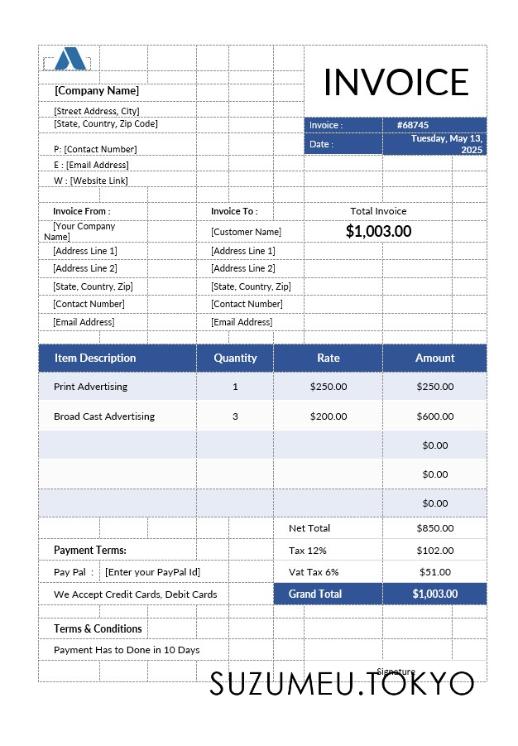 INVOICE
[Company Name]
[Street Address, City]
[State, Country, Zip Code]
Invoice : #68745
P: [Contact Number]
Date : Tuesday, May 13,
2025
E : [Email Address]
W : [Website Link]
Invoice From : Invoice To : Total Invoice
[Your Company
Name] [Customer Name] $1,003.00
[Address Line 1] [Address Line 1]
[Address Line 2] [Address Line 2]
[State, Country, Zip] [State, Country, Zip]
[Contact Number] [Contact Number]
[Email Address] [Email Address]
Item Description Quantity Rate Amount
Print Advertising 1 $250.00 $250.00
Broad Cast Advertising 3 $200.00 $600.00
$0.00
$0.00
$0.00
Net Total $850.00
Payment Terms: Tax 12% $102.00
Pay Pal : [Enter your PayPal Id] Vat Tax 6% $51.00
We Accept Credit Cards, Debit Cards Grand Total $1,003.00
Terms & Conditions
Payment Has to Done in 10 Days
Signature
SUZUMEU.TOKYO